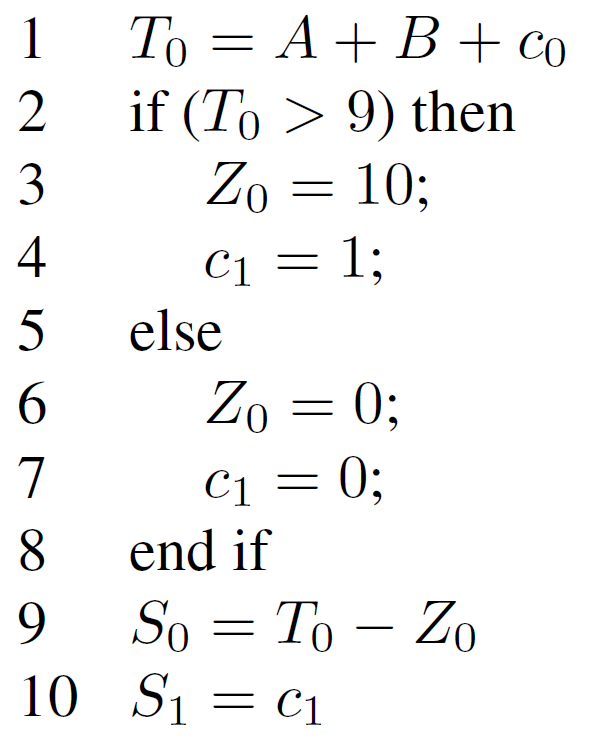 1 T₀ = A + B + c₀
2 if (T₀ > 9) then
3 Z₀ = 10;
4 c₁ = 1;
5 else
6 Z₀ = 0;
7 c₁ = 0;
8 end if
9 S₀ = T₀ − Z₀
10 S₁ = c₁